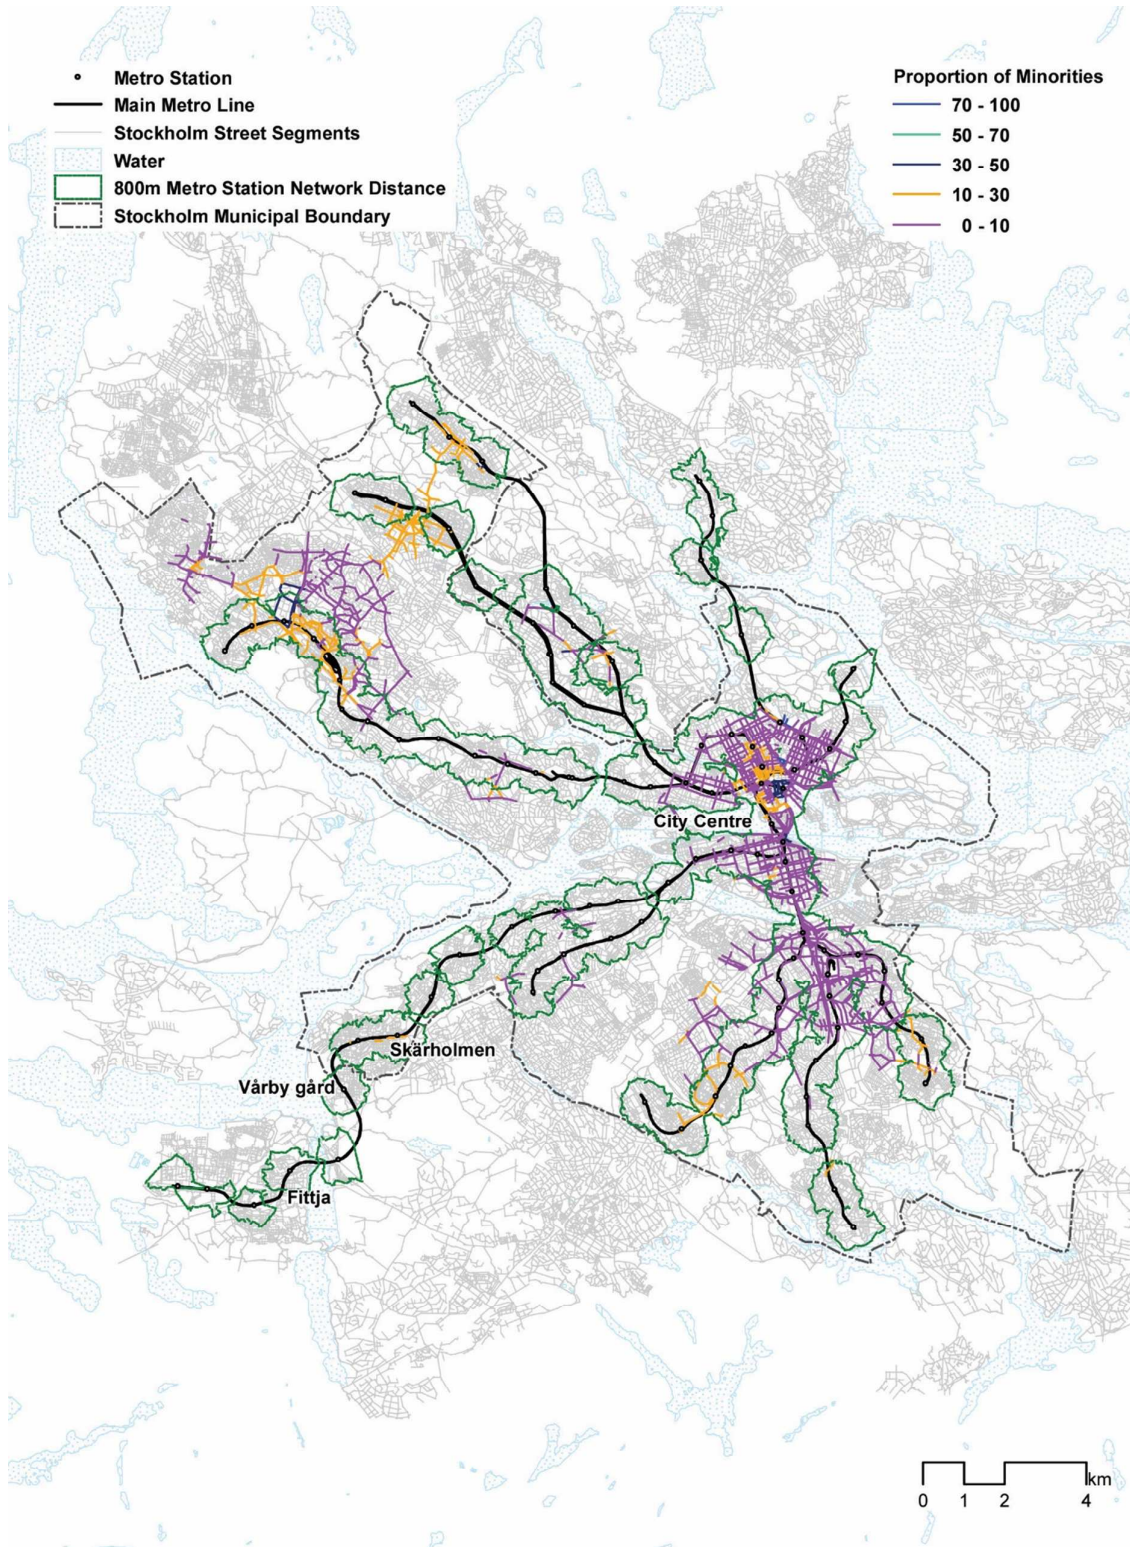 Metro Station
Main Metro Line
Stockholm Street Segments
Water
800m Metro Station Network Distance
Stockholm Municipal Boundary
Proportion of Minorities
70 - 100
50 - 70
30 - 50
10 - 30
0 - 10
City Centre
Skärholmen
Vårby gård
Fittja
km
0 1 2 4